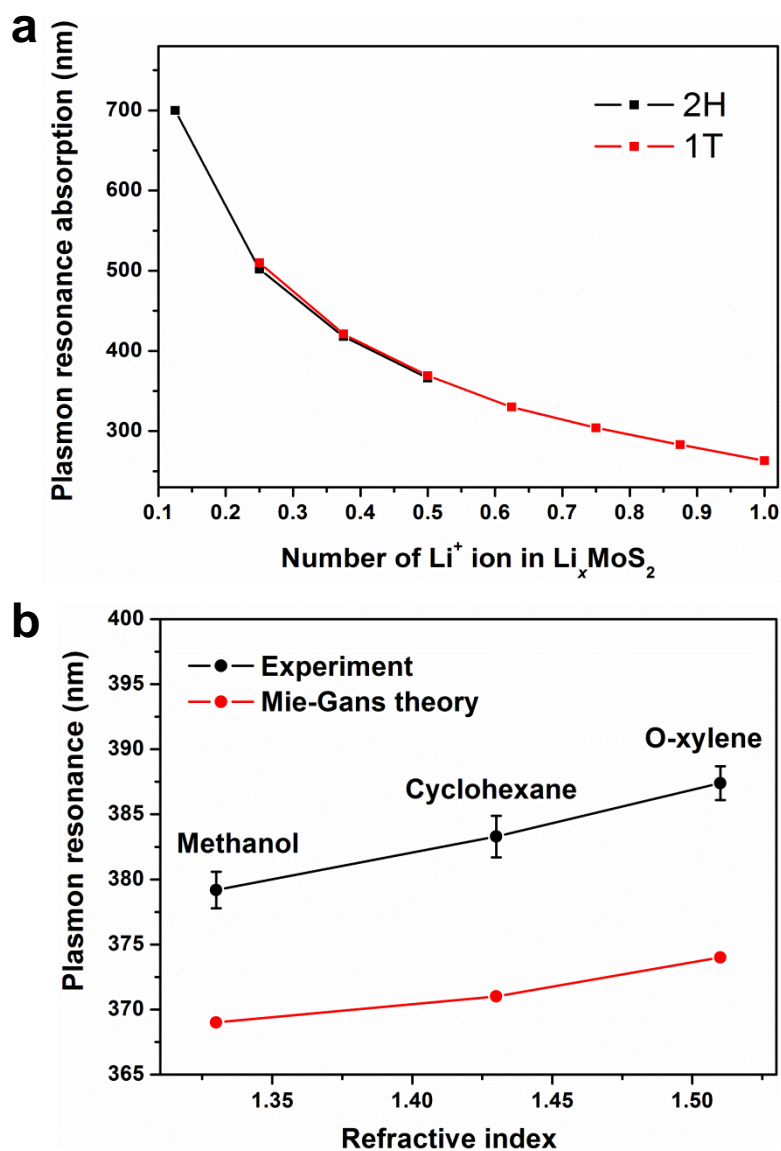 a
Plasmon resonance absorption (nm)
700
600
500
400
300
2H
1T
0.1 0.2 0.3 0.4 0.5 0.6 0.7 0.8 0.9 1.0
Number of Li⁺ ion in LiₓMoS₂
b
Plasmon resonance (nm)
400
395
390
385
380
375
370
365
Experiment
Mie-Gans theory
O-xylene
Cyclohexane
Methanol
1.35 1.40 1.45 1.50
Refractive index